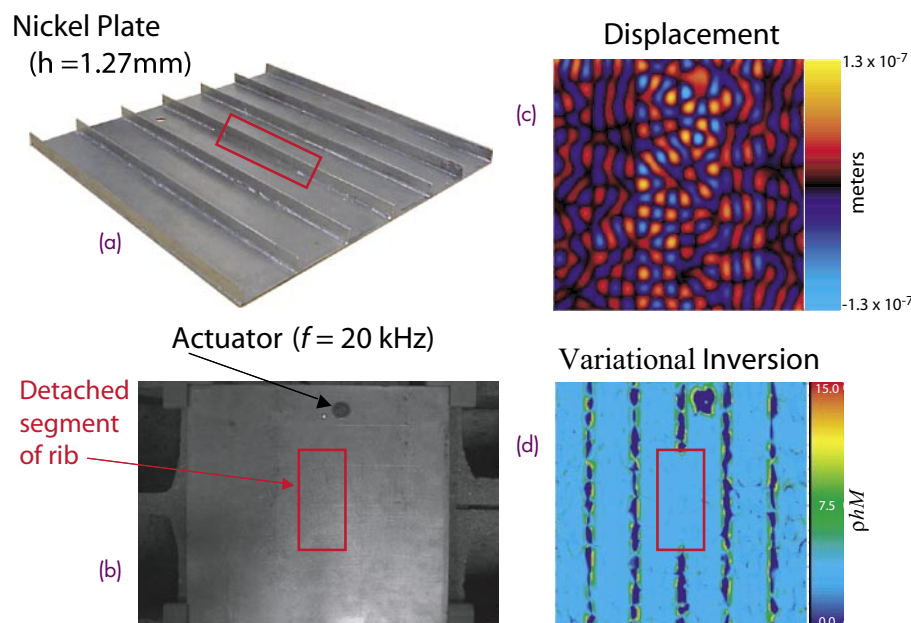 Nickel Plate
(h =1.27mm)
(a)
Displacement
(c)
1.3 x 10⁻⁷
meters
-1.3 x 10⁻⁷
Actuator (f = 20 kHz)
Detached
segment
of rib
(b)
Variational Inversion
(d)
15.0
7.5
ρhM
0.0